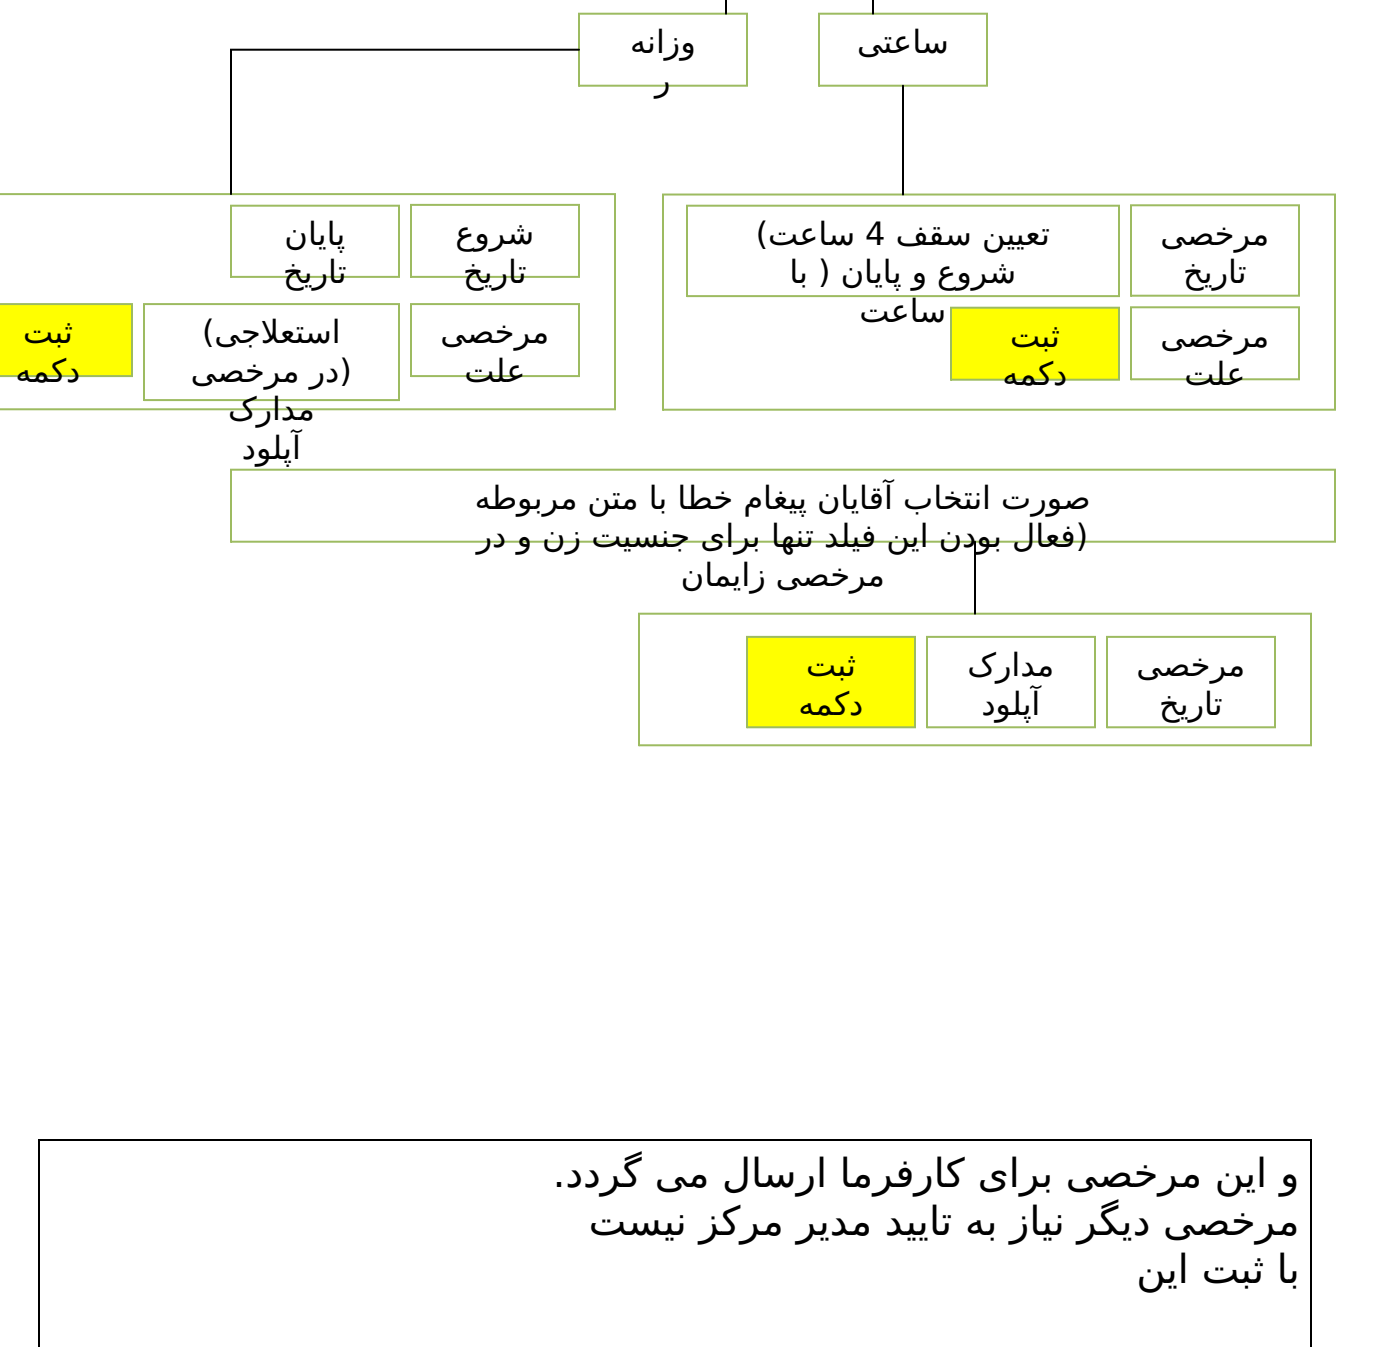 ساعتی
وزانه
ر
مرخصی
تاریخ
تعیین سقف 4 ساعت)
شروع و پایان ( با
ساعت
مرخصی
علت
ثبت
دکمه
شروع
تاریخ
پایان
تاریخ
مرخصی
علت
استعلاجی)
(در مرخصی
مدارک
آپلود
ثبت
دکمه
صورت انتخاب آقایان پیغام خطا با متن مربوطه
(فعال بودن این فیلد تنها برای جنسیت زن و در
مرخصی زایمان
مرخصی
تاریخ
مدارک
آپلود
ثبت
دکمه
و این مرخصی برای کارفرما ارسال می گردد.
مرخصی دیگر نیاز به تایید مدیر مرکز نیست
با ثبت این